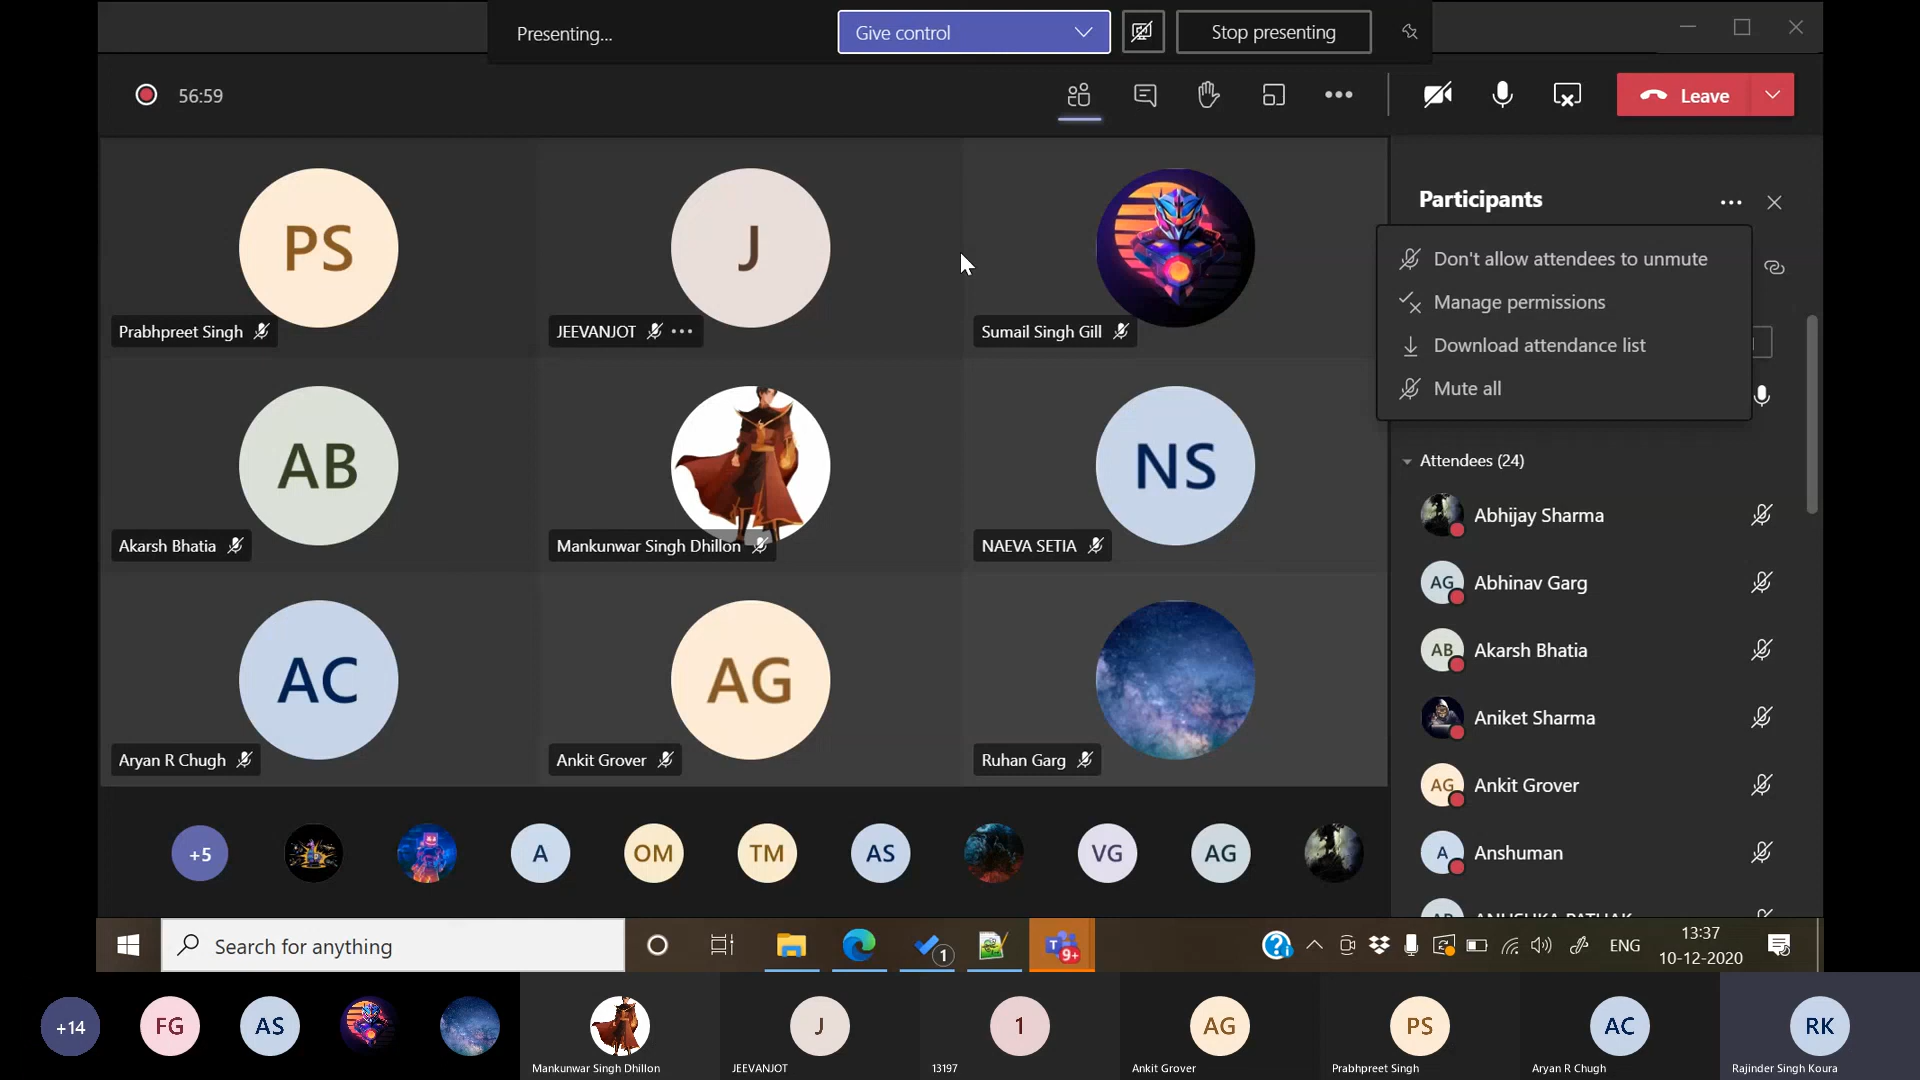 Presenting...
Give control
Stop presenting
56:59
Leave
PS
J
Prabhpreet Singh
JEEVANJOT
Sumail Singh Gill
AB
NS
Akarsh Bhatia
Mankunwar Singh Dhillon
NAEVA SETIA
AC
AG
Aryan R Chugh
Ankit Grover
Ruhan Garg
+5
A
OM
TM
AS
VG
AG
Participants
Don't allow attendees to unmute
Manage permissions
Download attendance list
Mute all
Attendees (24)
Abhijay Sharma
AG Abhinav Garg
AB Akarsh Bhatia
Aniket Sharma
AG Ankit Grover
A Anshuman
Search for anything
1
9+
ENG
13:37
10-12-2020
+14
FG
AS
J
1
AG
PS
AC
RK
Mankunwar Singh Dhillon
JEEVANJOT
13197
Ankit Grover
Prabhpreet Singh
Aryan R Chugh
Rajinder Singh Koura